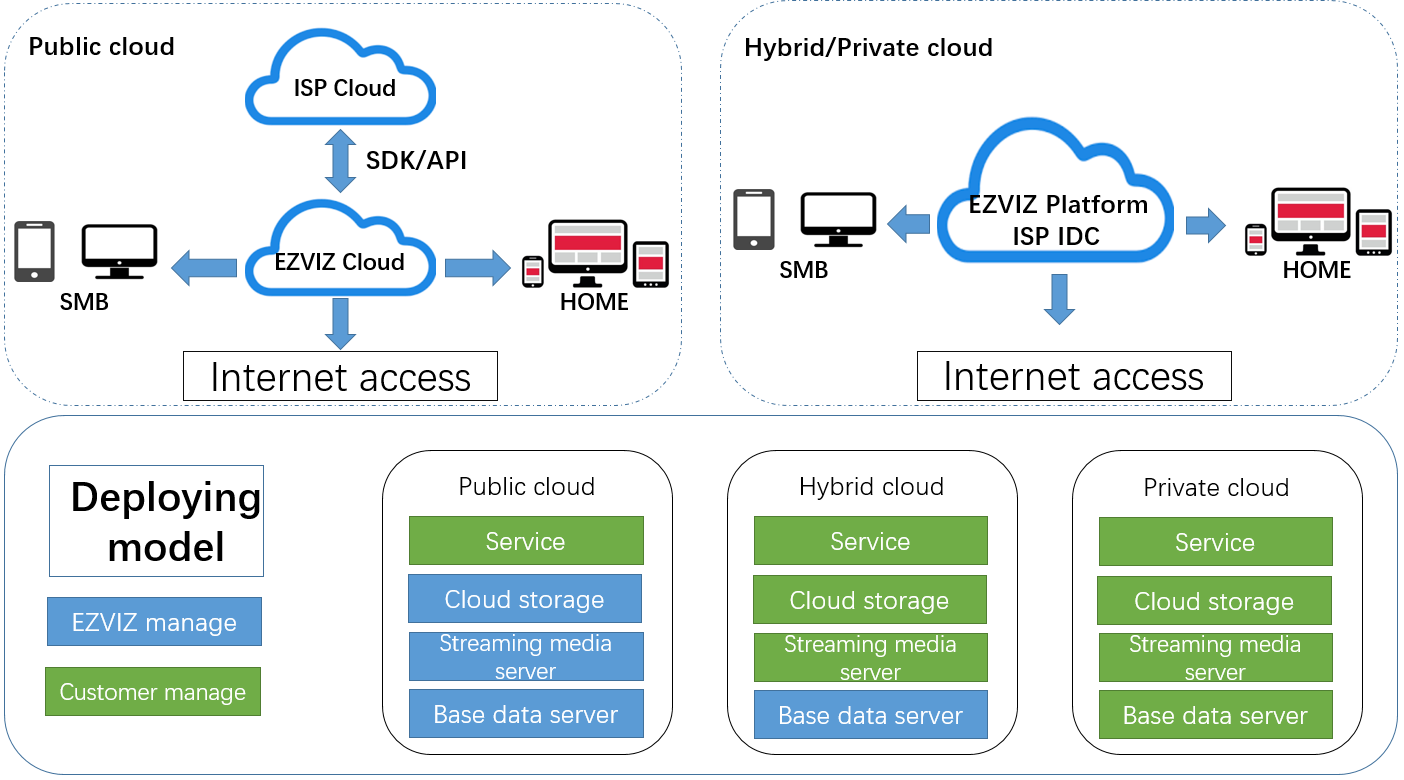 Public cloud
ISP Cloud
SDK/API
EZVIZ Cloud
SMB
HOME
Internet access
Hybrid/Private cloud
EZVIZ Platform
ISP IDC
SMB
HOME
Internet access
Deploying
model
EZVIZ manage
Customer manage
Public cloud
Service
Cloud storage
Streaming media
server
Base data server
Hybrid cloud
Service
Cloud storage
Streaming media
server
Base data server
Private cloud
Service
Cloud storage
Streaming media
server
Base data server